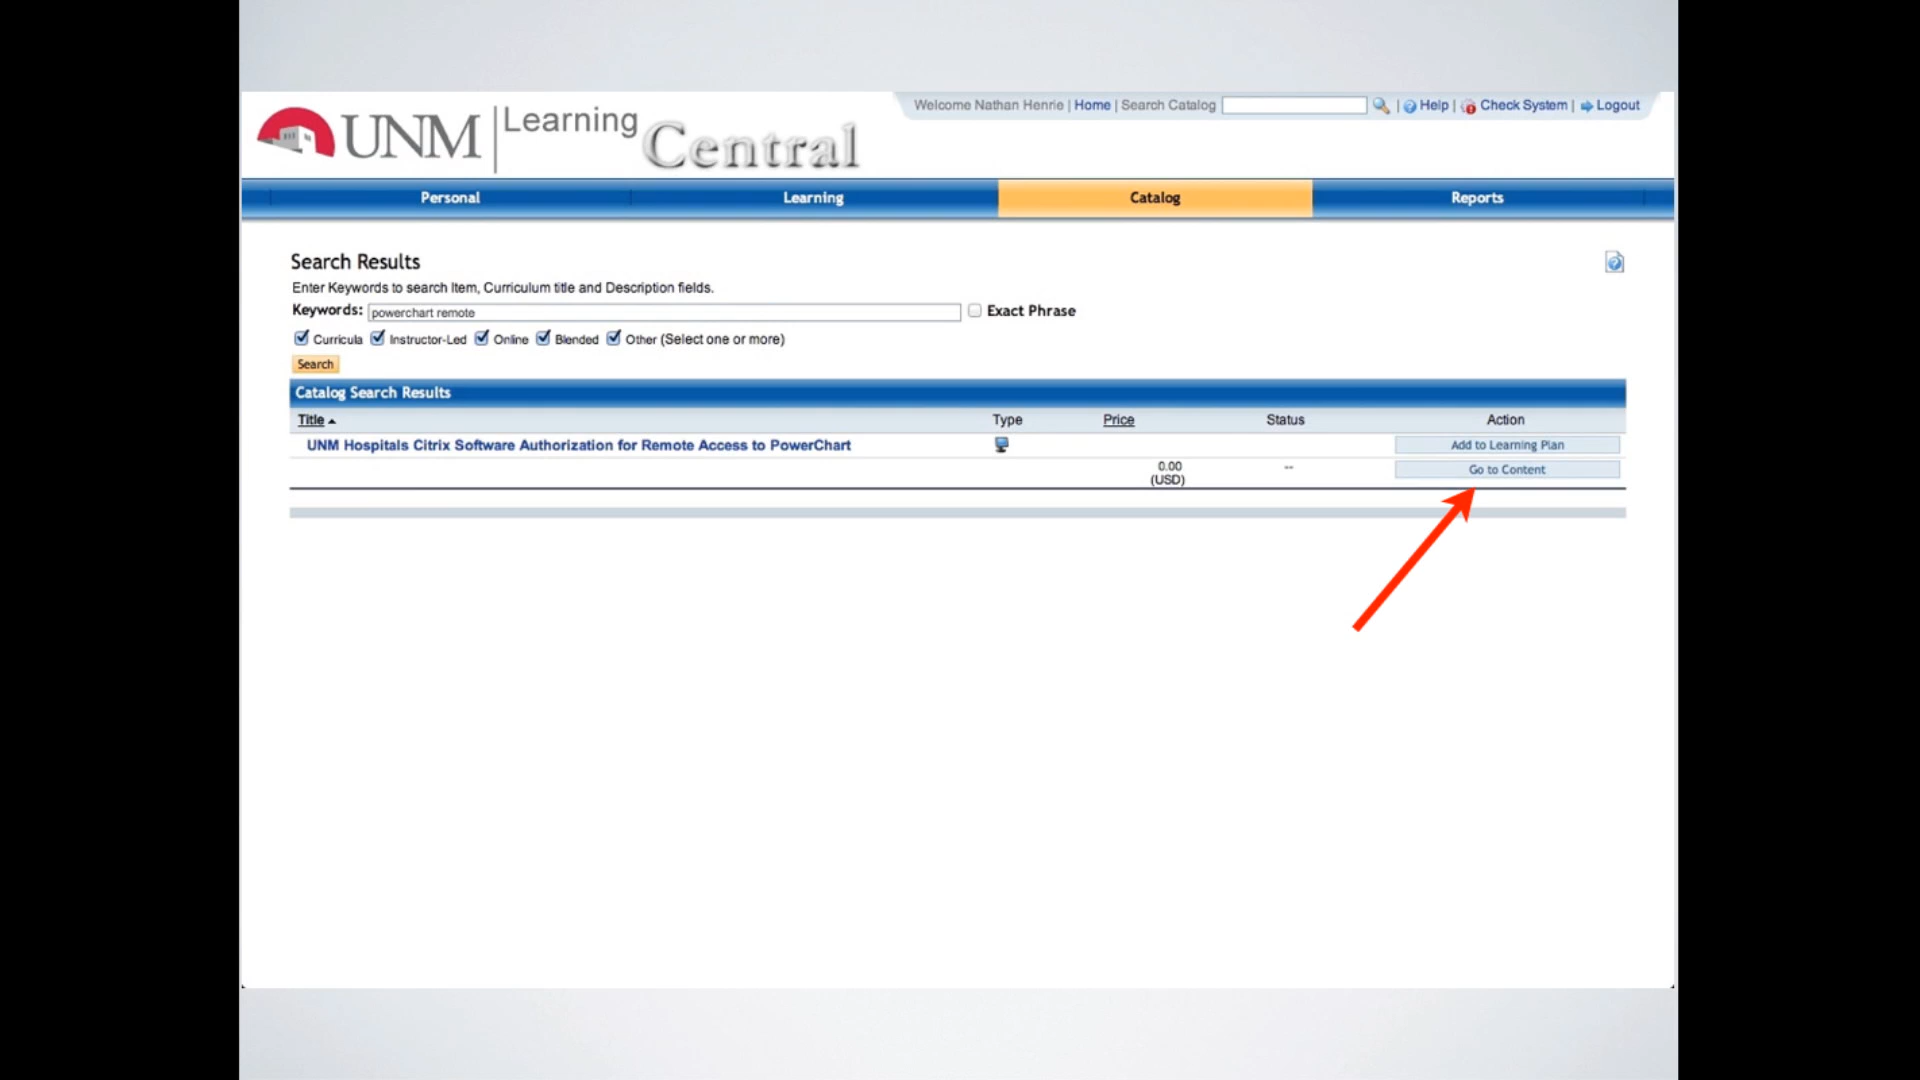 UNM Learning Central
Welcome Nathan Henrie | Home | Search Catalog | Help | Check System | Logout
Personal Learning Catalog Reports
Search Results
Enter Keywords to search Item, Curriculum title and Description fields.
Keywords: powerchart remote Exact Phrase
Curricula Instructor-Led Online Blended Other (Select one or more)
Search
Catalog Search Results
Title Type Price Status Action
UNM Hospitals Citrix Software Authorization for Remote Access to PowerChart Add to Learning Plan
0.00 -- Go to Content
(USD)